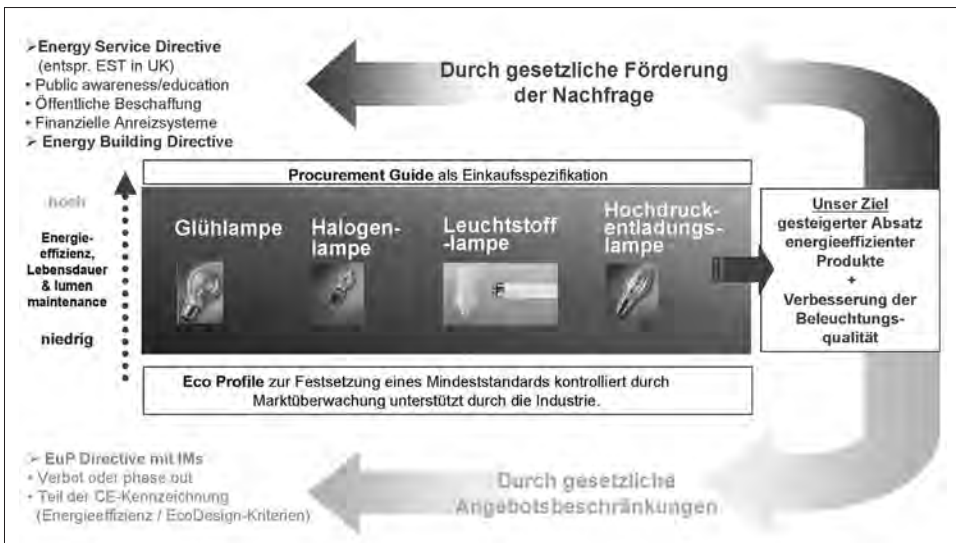 ➢Energy Service Directive
(entspr. EST in UK)
• Public awareness/education
• Öffentliche Beschaffung
• Finanzielle Anreizsysteme
➢ Energy Building Directive
Durch gesetzliche Förderung
der Nachfrage
Procurement Guide als Einkaufsspezifikation
hoch
Energie-
effizienz,
Lebensdauer
& lumen
maintenance
niedrig
Glühlampe
Halogen-
lampe
Leuchtstoff
-lampe
Hochdruck-
entladungs-
lampe
Unser Ziel
gesteigerter Absatz
energieeffizienter
Produkte
+
Verbesserung der
Beleuchtungs-
qualität
Eco Profile zur Festsetzung eines Mindeststandards kontrolliert durch
Marktüberwachung unterstützt durch die Industrie.
➢ EuP Directive mit IMs
• Verbot oder phase out
• Teil der CE-Kennzeichnung
(Energieeffizienz / EcoDesign-Kriterien)
Durch gesetzliche
Angebotsbeschränkungen